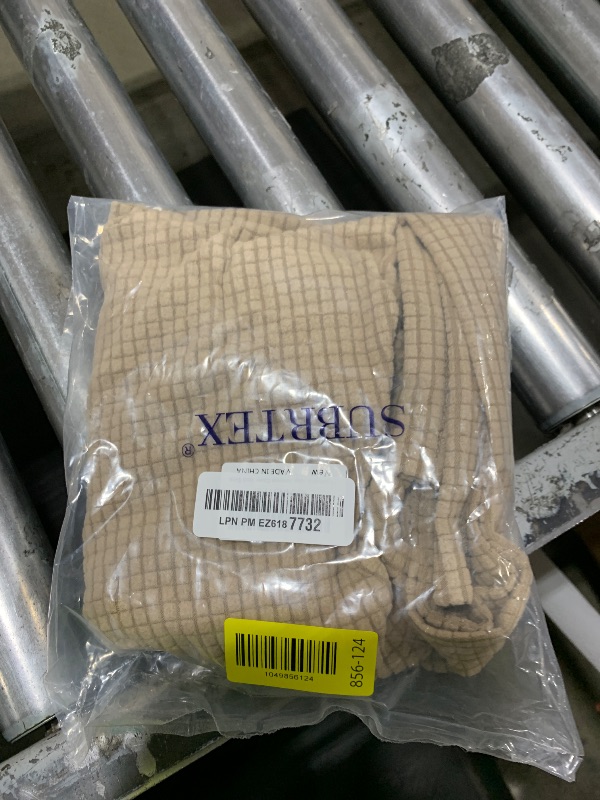 SUBRTEX
®
MADE IN CHINA
LPN PM EZ618 7732
1049856124
856-124